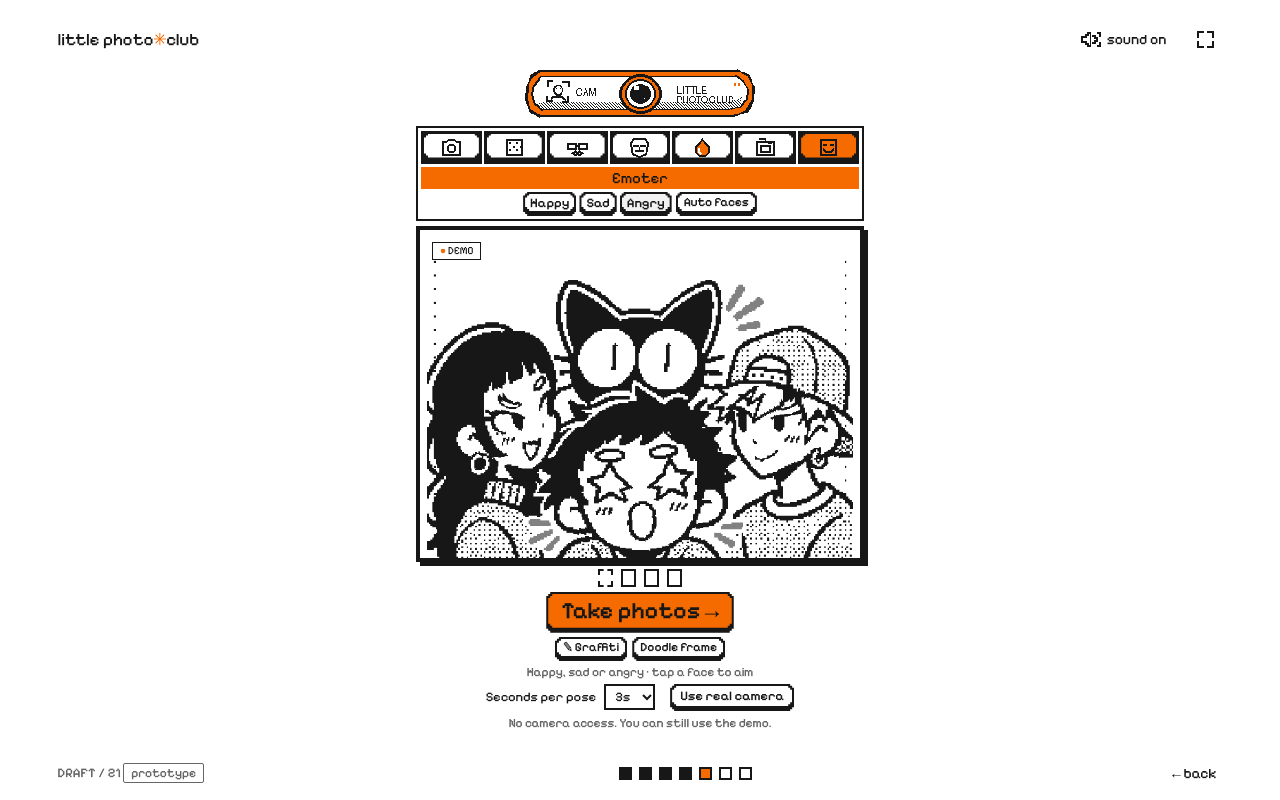 little photo✳club
sound on
CAM
LITTLE
PHOTOCLUB
Emoter
Happy
Sad
Angry
Auto faces
DEMO
Take photos→
✎ Graffiti
Doodle frame
Happy, sad or angry · tap a face to aim
Seconds per pose
3s
Use real camera
No camera access. You can still use the demo.
DRAFT / 21
prototype
←back